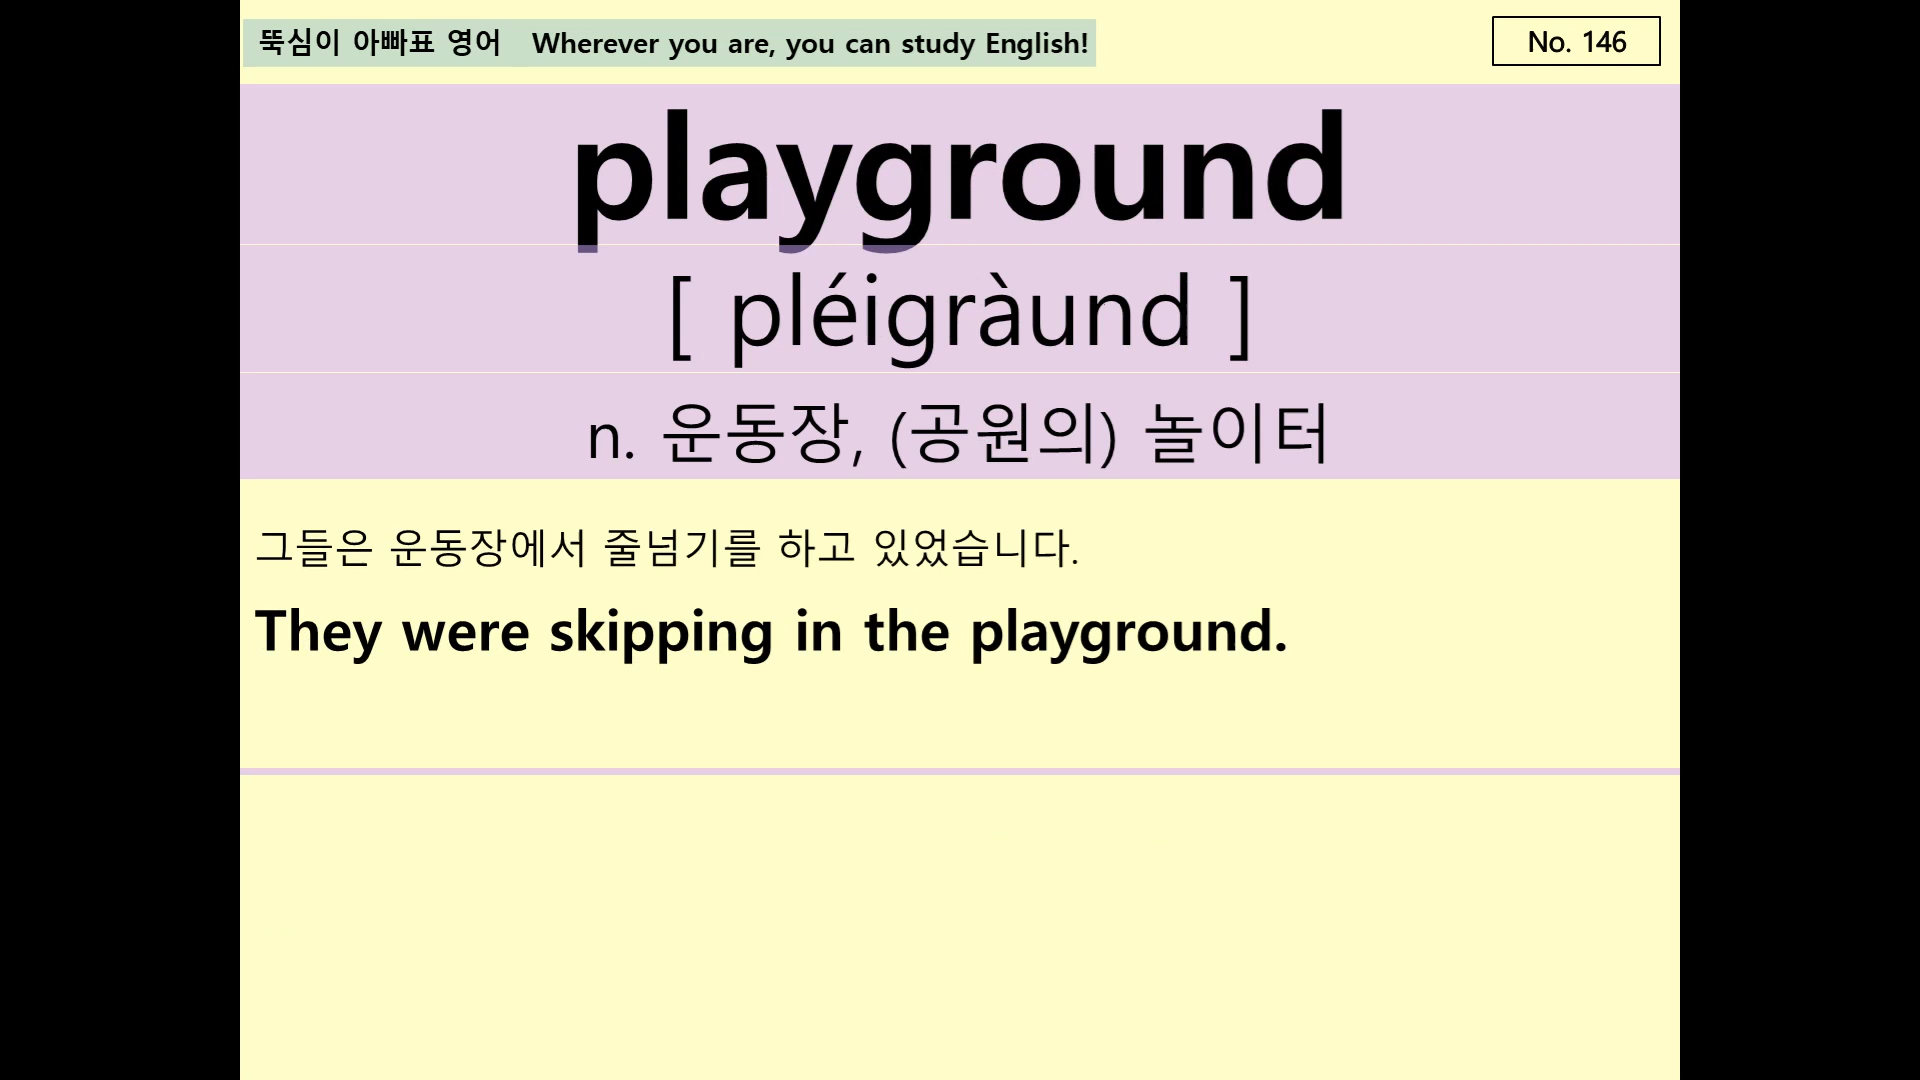 뚝심이 아빠표 영어 Wherever you are, you can study English!
No. 146
playground
[ pléigràund ]
n. 운동장, (공원의) 놀이터
그들은 운동장에서 줄넘기를 하고 있었습니다.
They were skipping in the playground.